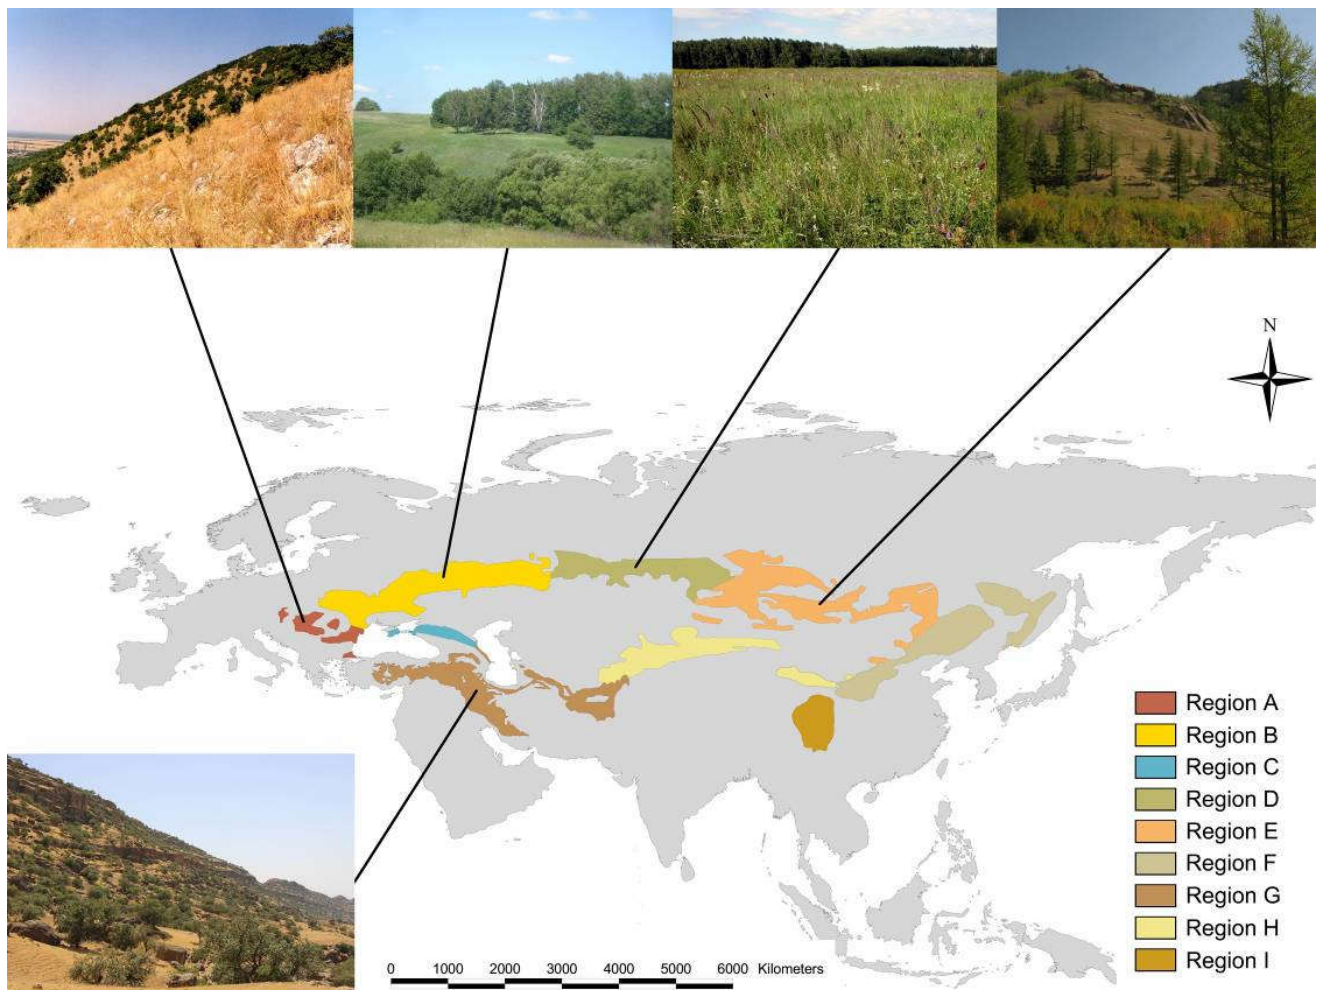 N
Region A
Region B
Region C
Region D
Region E
Region F
Region G
Region H
Region I
0 1000 2000 3000 4000 5000 6000 Kilometers